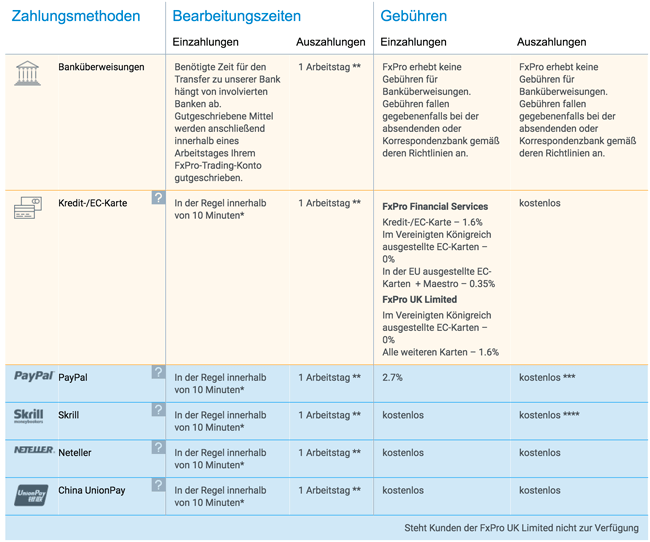 Zahlungsmethoden Bearbeitungszeiten Gebühren
Einzahlungen Auszahlungen Einzahlungen Auszahlungen
Banküberweisungen
Benötigte Zeit für den
Transfer zu unserer Bank
hängt von involvierten
Banken ab.
Gutgeschriebene Mittel
werden anschließend
innerhalb eines
Arbeitstages Ihrem
FxPro-Trading-Konto
gutgeschrieben.
1 Arbeitstag **
FxPro erhebt keine
Gebühren für
Banküberweisungen.
Gebühren fallen
gegebenenfalls bei der
absendenden oder
Korrespondenzbank gemäß
deren Richtlinien an.
FxPro erhebt keine
Gebühren für
Banküberweisungen.
Gebühren fallen
gegebenenfalls bei der
absendenden oder
Korrespondenzbank gemäß
deren Richtlinien an.
Kredit-/EC-Karte
?
In der Regel innerhalb
von 10 Minuten*
1 Arbeitstag **
FxPro Financial Services
Kredit-/EC-Karte – 1.6%
Im Vereinigten Königreich
ausgestellte EC-Karten –
0%
In der EU ausgestellte EC-
Karten + Maestro – 0.35%
FxPro UK Limited
Im Vereinigten Königreich
ausgestellte EC-Karten –
0%
Alle weiteren Karten – 1.6%
kostenlos
PayPal
PayPal
?
In der Regel innerhalb
von 10 Minuten*
1 Arbeitstag **
2.7%
kostenlos ***
Skrill
moneybookers
Skrill
?
In der Regel innerhalb
von 10 Minuten*
1 Arbeitstag **
kostenlos
kostenlos ****
NETELLER
Neteller
?
In der Regel innerhalb
von 10 Minuten*
1 Arbeitstag **
kostenlos
kostenlos
UnionPay
银联
China UnionPay
?
In der Regel innerhalb
von 10 Minuten*
1 Arbeitstag **
kostenlos
kostenlos
Steht Kunden der FxPro UK Limited nicht zur Verfügung